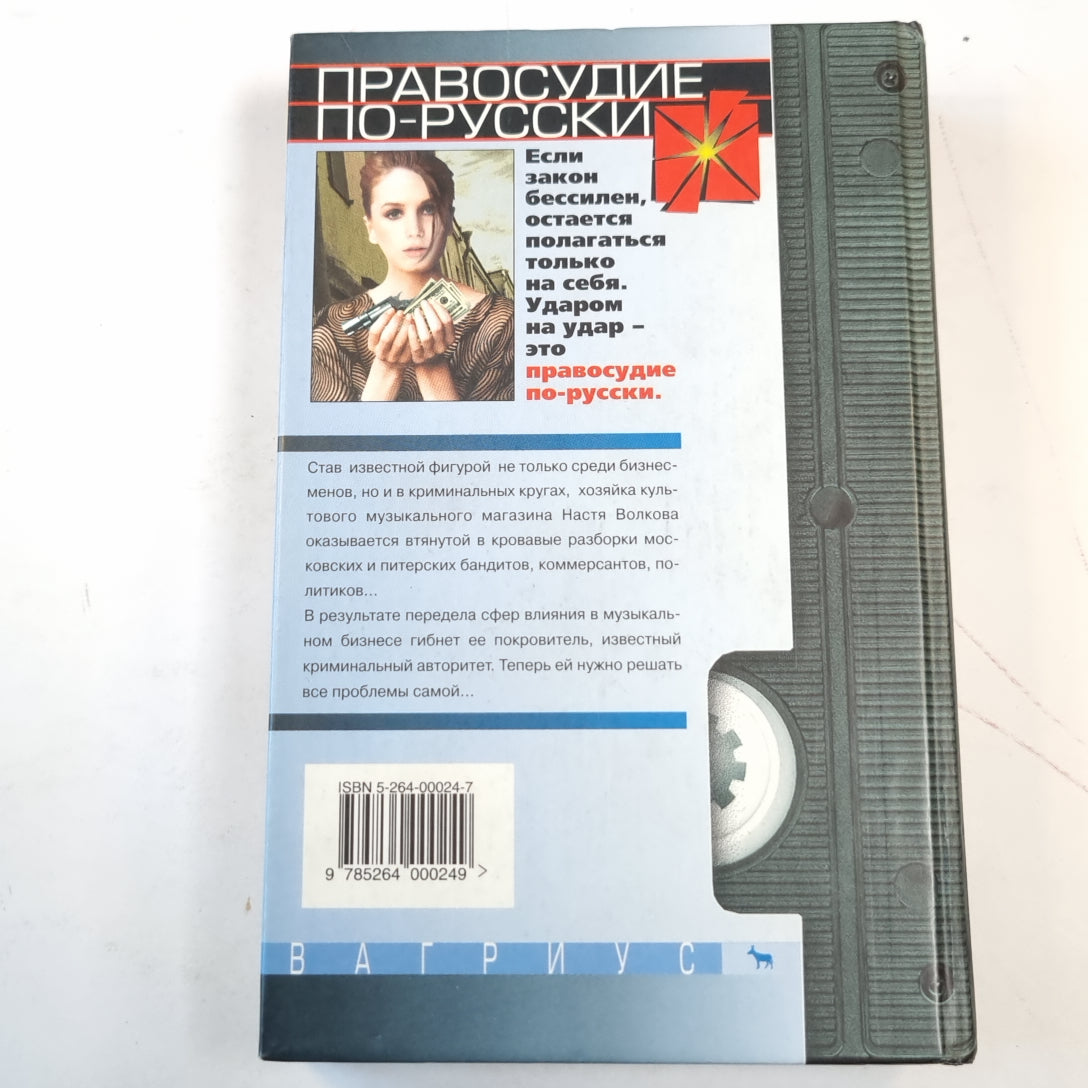 ПРАВОСУДИЕ
ПО-РУССКИ
Если
закон
бессилен,
остается
полагаться
только
на себя.
Ударом
на удар –
это
правосудие
по-русски.
Став известной фигурой не только среди бизнес-
менов, но и в криминальных кругах, хозяйка куль-
тового музыкального магазина Настя Волкова
оказывается втянутой в кровавые разборки мос-
ковских и питерских бандитов, коммерсантов, по-
литиков...
В результате передела сфер влияния в музыкаль-
ном бизнесе гибнет ее покровитель, известный
криминальный авторитет. Теперь ей нужно решать
все проблемы самой...
ISBN 5-264-00024-7
9 785264 000249 >
ВАГРИУС